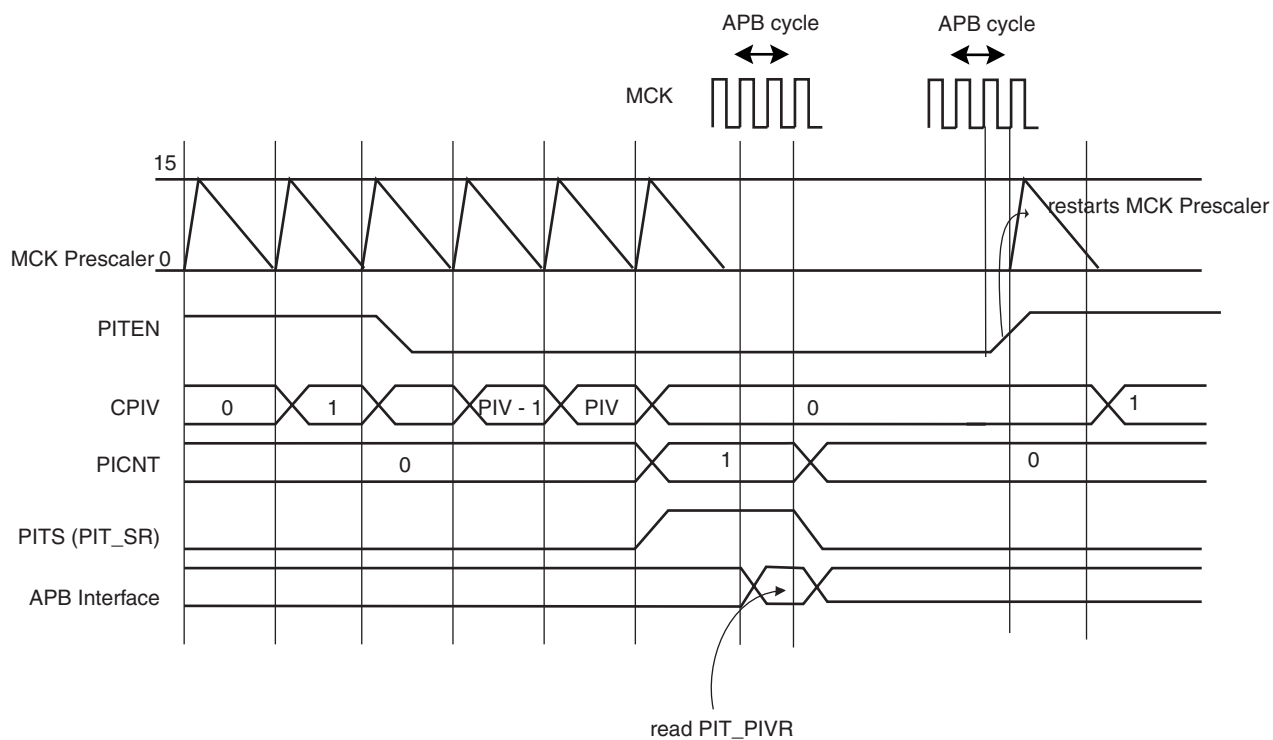 APB cycle
APB cycle
MCK
15
restarts MCK Prescaler
MCK Prescaler 0
PITEN
CPIV
0
1
PIV - 1
PIV
0
1
PICNT
0
1
0
PITS (PIT_SR)
APB Interface
read PIT_PIVR